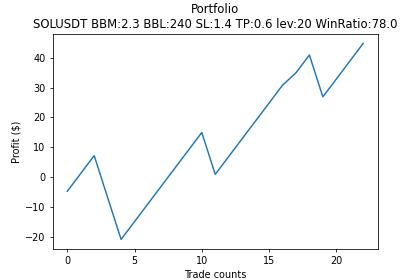 Portfolio
SOLUSDT BBM:2.3 BBL:240 SL:1.4 TP:0.6 lev:20 WinRatio:78.0
40
30
20
10
0
−10
−20
Profit ($)
0 5 10 15 20
Trade counts